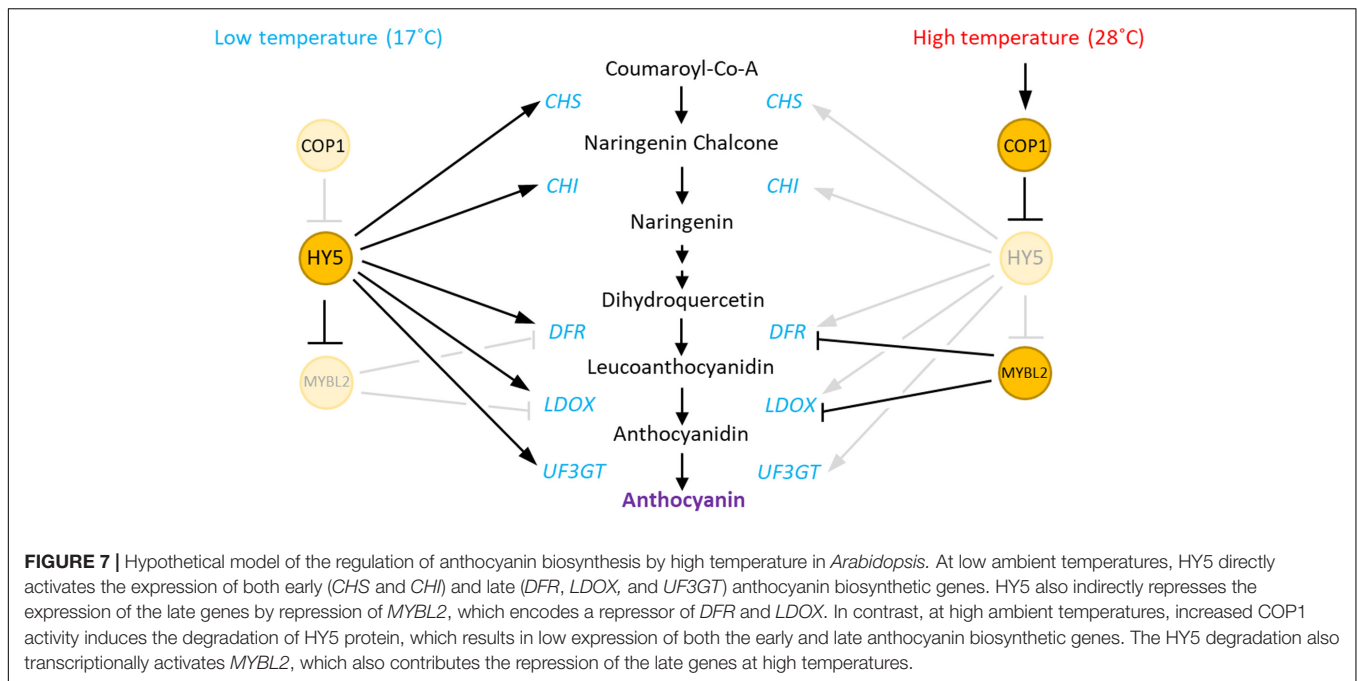 Low temperature (17˚C)
High temperature (28˚C)
Coumaroyl-Co-A
CHS
CHS
COP1
COP1
Naringenin Chalcone
CHI
CHI
Naringenin
HY5
HY5
Dihydroquercetin
DFR
DFR
Leucoanthocyanidin
MYBL2
MYBL2
LDOX
LDOX
Anthocyanidin
UF3GT
UF3GT
Anthocyanin
FIGURE 7 | Hypothetical model of the regulation of anthocyanin biosynthesis by high temperature in Arabidopsis. At low ambient temperatures, HY5 directly
activates the expression of both early (CHS and CHI) and late (DFR, LDOX, and UF3GT) anthocyanin biosynthetic genes. HY5 also indirectly represses the
expression of the late genes by repression of MYBL2, which encodes a repressor of DFR and LDOX. In contrast, at high ambient temperatures, increased COP1
activity induces the degradation of HY5 protein, which results in low expression of both the early and late anthocyanin biosynthetic genes. The HY5 degradation also
transcriptionally activates MYBL2, which also contributes the repression of the late genes at high temperatures.